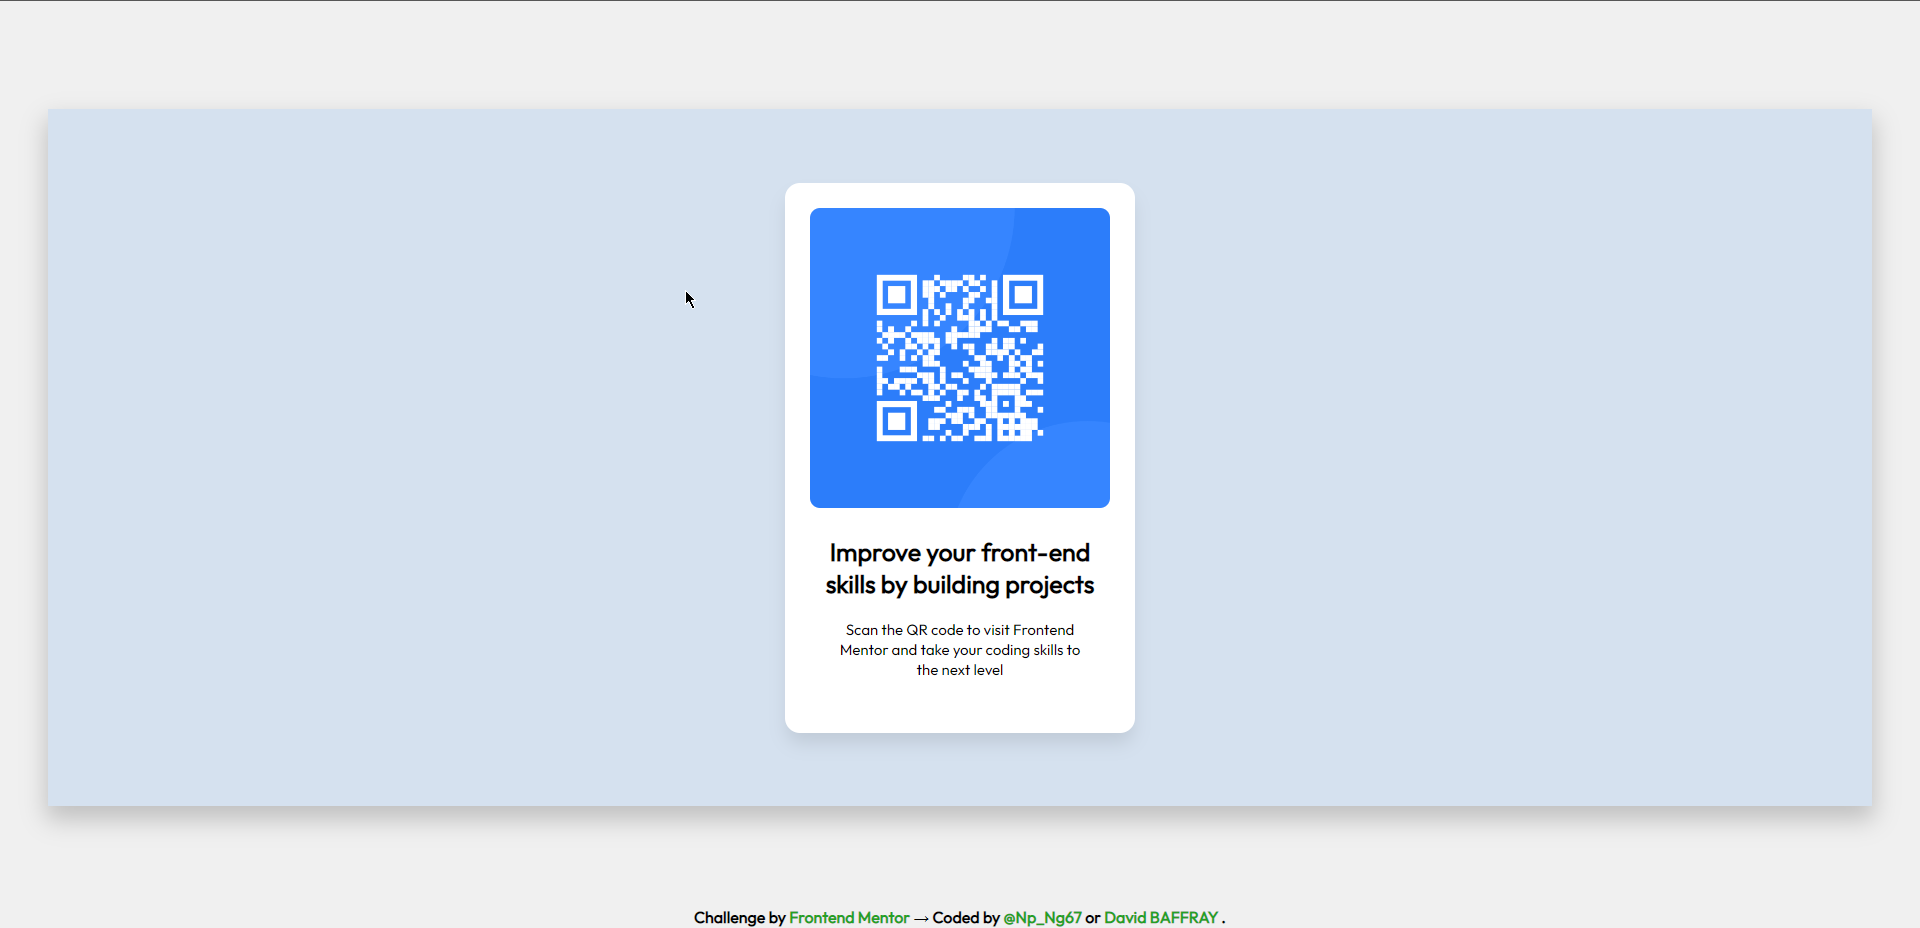 Improve your front-end
skills by building projects
Scan the QR code to visit Frontend
Mentor and take your coding skills to
the next level
Challenge by Frontend Mentor → Coded by @Np_Ng67 or David BAFFRAY .